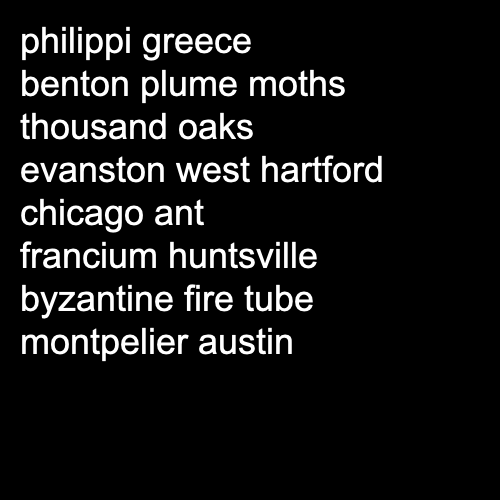 philippi greece
benton plume moths
thousand oaks
evanston west hartford
chicago ant
francium huntsville
byzantine fire tube
montpelier austin